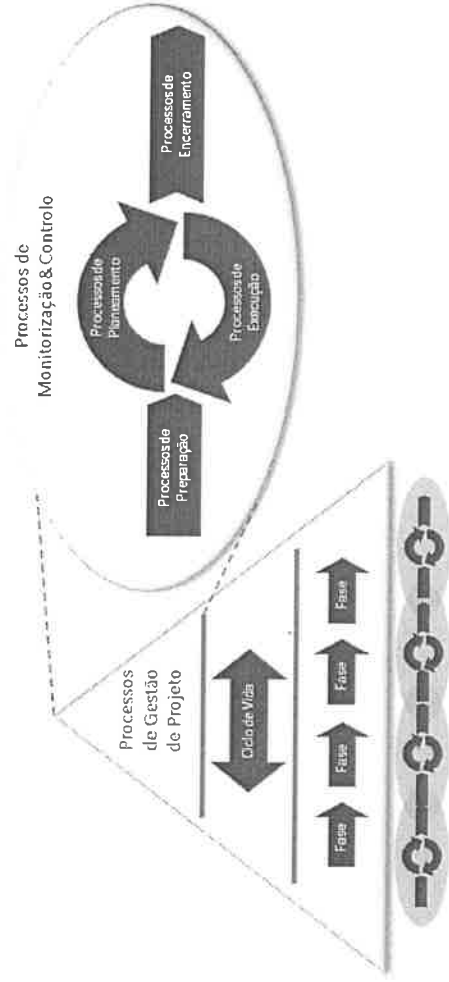 Processos de
Monitorização & Controlo
Processos de
Preparação
Processos de
Planeamento
Processos de
Execução
Processos de
Encerramento
Processos
de Gestão
de Projeto
Ciclo de Vida
Fase
Fase
Fase
Fase